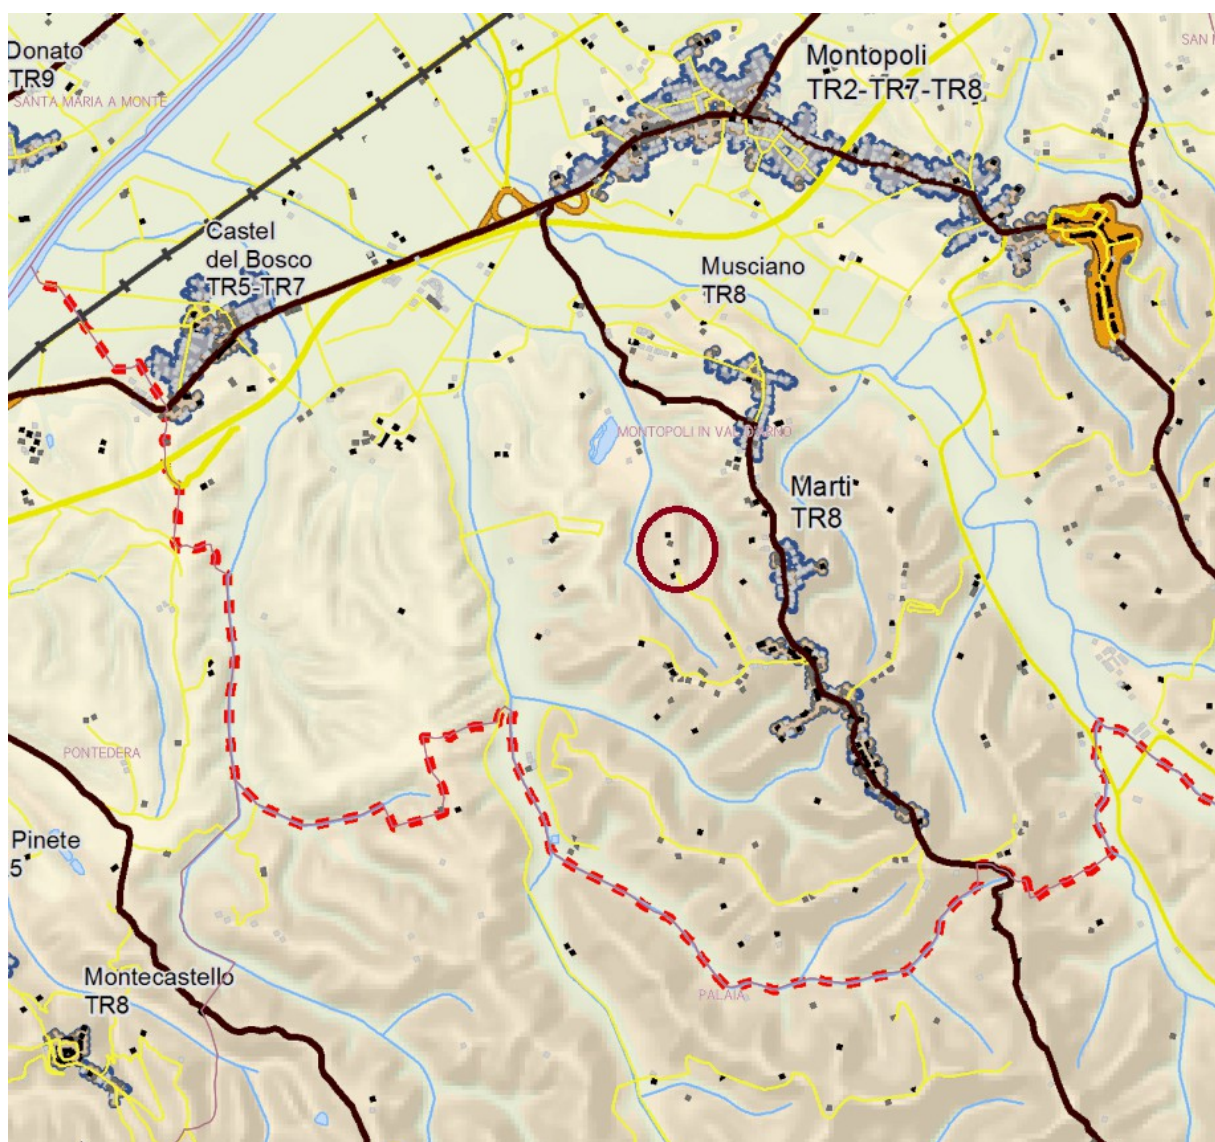 Donato
TR9
SANTA MARIA A MONTE
Montopoli
TR2-TR7-TR8
SAN
Castel
del Bosco
TR5-TR7
Musciano
TR8
MONTOPOLI IN VAL D'ARNO
Marti
TR8
PONTEDERA
Pinete
5
Montecastello
TR8
PALAIA